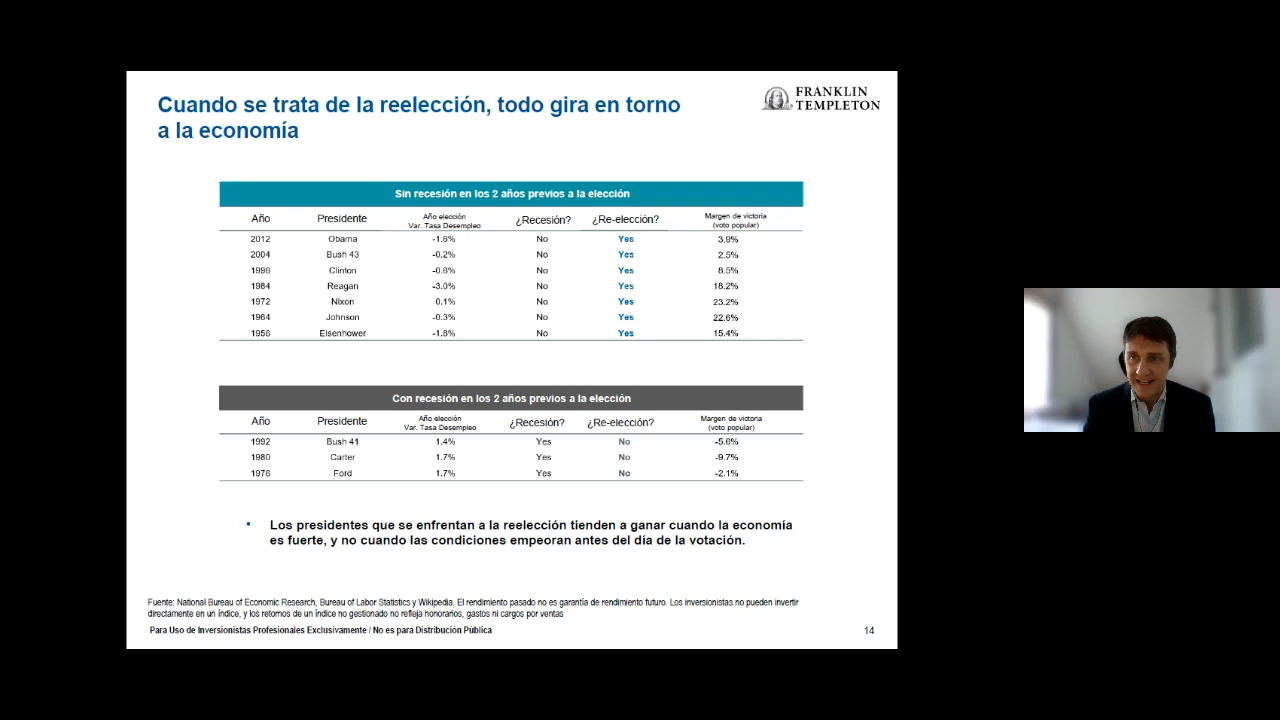 Cuando se trata de la reelección, todo gira en torno
a la economía
FRANKLIN
TEMPLETON
Sin recesión en los 2 años previos a la elección
Año Presidente Año elección Var. Tasa Desempleo ¿Recesión? ¿Re-elección? Margen de victoria (voto popular)
2012 Obama -1.6% No Yes 3.9%
2004 Bush 43 -0.2% No Yes 2.5%
1996 Clinton -0.6% No Yes 8.5%
1984 Reagan -3.0% No Yes 18.2%
1972 Nixon 0.1% No Yes 23.2%
1964 Johnson -0.3% No Yes 22.6%
1956 Eisenhower -1.8% No Yes 15.4%
Con recesión en los 2 años previos a la elección
Año Presidente Año elección Var. Tasa Desempleo ¿Recesión? ¿Re-elección? Margen de victoria (voto popular)
1992 Bush 41 1.4% Yes No -5.6%
1980 Carter 1.7% Yes No -9.7%
1976 Ford 1.7% Yes No -2.1%
• Los presidentes que se enfrentan a la reelección tienden a ganar cuando la economía
es fuerte, y no cuando las condiciones empeoran antes del día de la votación.
Fuente: National Bureau of Economic Research, Bureau of Labor Statistics y Wikipedia. El rendimiento pasado no es garantía de rendimiento futuro. Los inversionistas no pueden invertir
directamente en un índice, y los retornos de un índice no gestionado no refleja honorarios, gastos ni cargos por
ventas
Para Uso de Inversionistas Profesionales Exclusivamente / No es para Distribución Pública
14